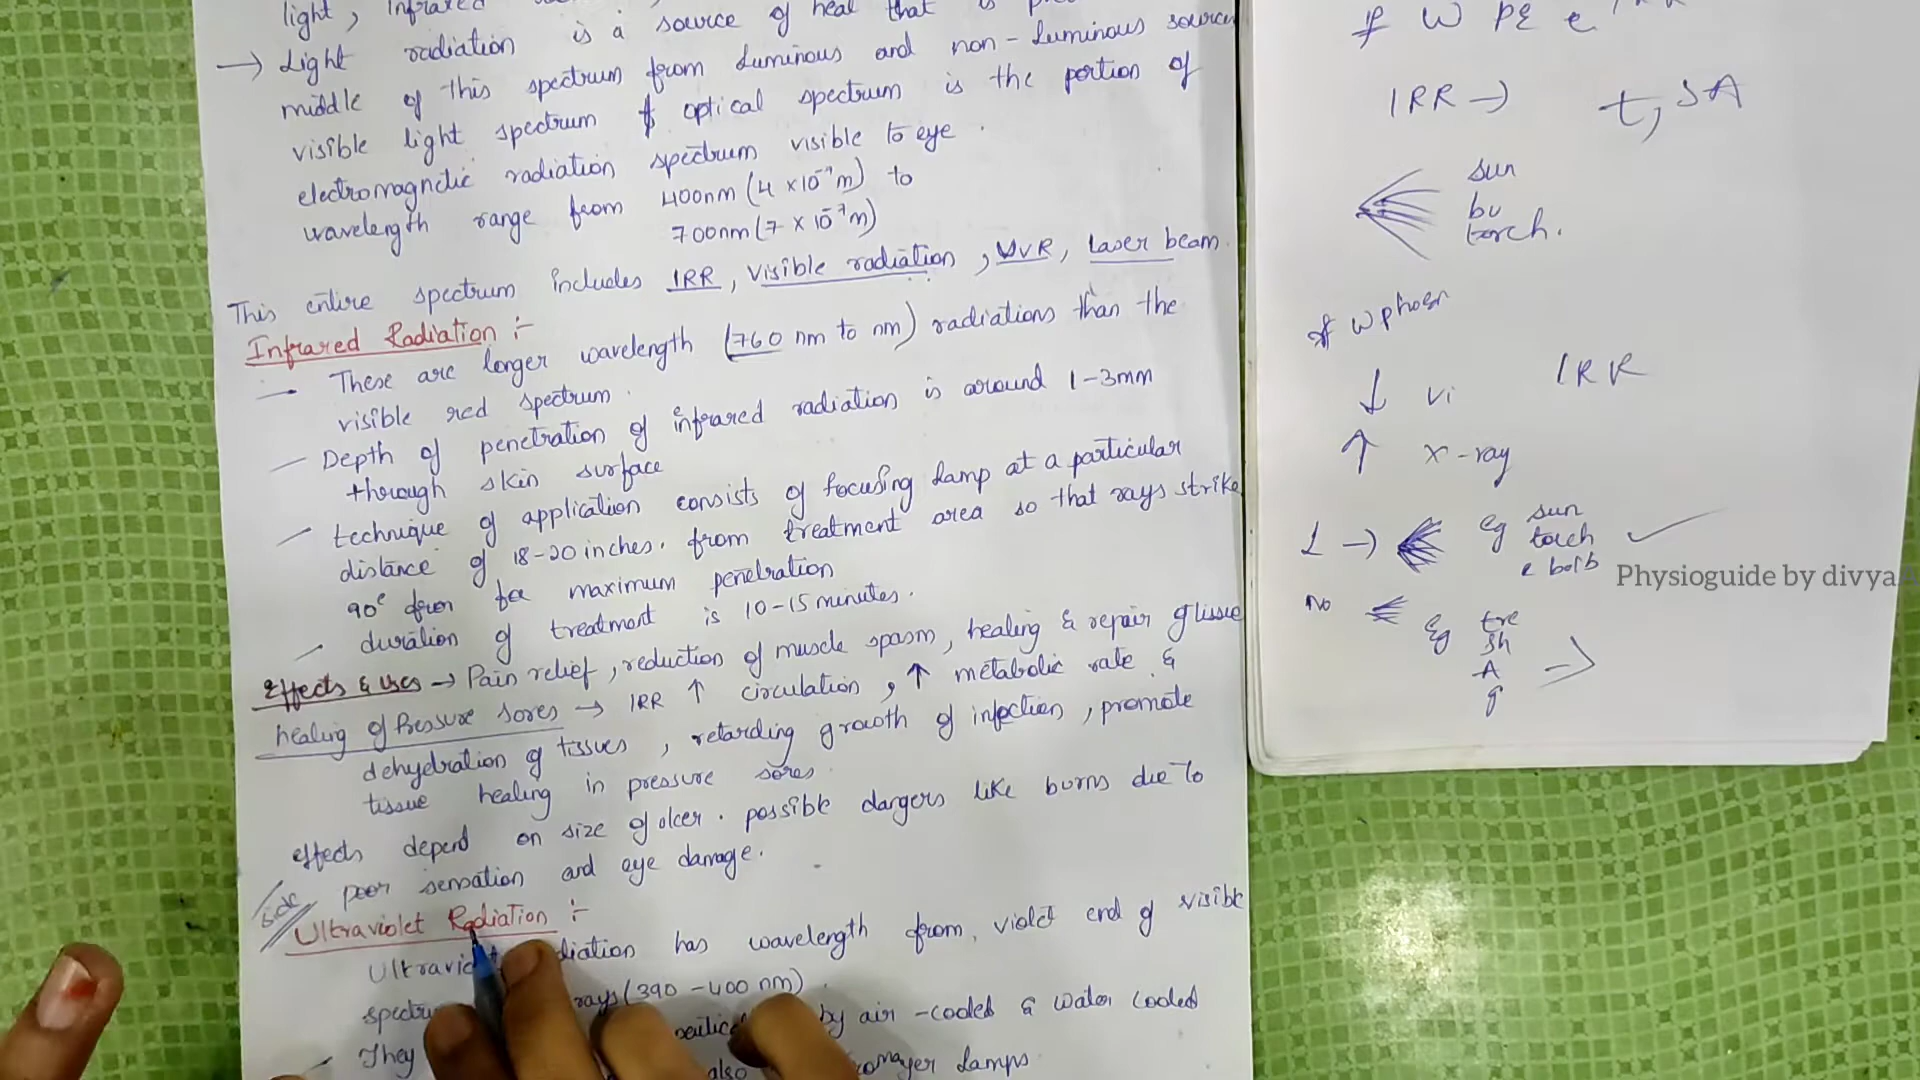 light, Infrared
→ Light radiation is a source of heat that is
middle of this spectrum from Luminous and non-Luminous source
visible light spectrum & optical spectrum is the portion of
electromagnetic radiation spectrum visible to eye.
wavelength range from 400nm (4 x 10⁻⁷m) to
700nm (7 x 10⁻⁷m)
This entire spectrum includes IRR, Visible radiation, UVR, Laser beam.
Infrared Radiation :-
— These are longer wavelength (760 nm to nm) radiations than the
visible red spectrum.
— Depth of penetration of infrared radiation is around 1-3mm
through skin surface
— technique of application consists of focusing Lamp at a particular
distance of 18-20 inches. from treatment area so that rays strike
90° for maximum penetration
— duration of treatment is 10-15 minutes.
Effects & Uses → Pain relief, reduction of muscle spasm, healing & repair of tissue
healing of Pressure sores → IRR ↑ circulation, ↑ metabolic rate &
dehydration of tissues, retarding growth of infection, promote
tissue healing in pressure sores.
effects depend on size of ulcer. possible dangers like burns due to
side poor sensation and eye damage.
Ultraviolet Radiation :-
has wavelength from, violet end of visible
rays (390-400 nm).
— They by air-cooled & water cooled
also lamps
IRR →
sun
torch.
IRR
↓ Vi
↑ x-ray
L → eg sun
torch
No
Eg
A
Physioguide by divya